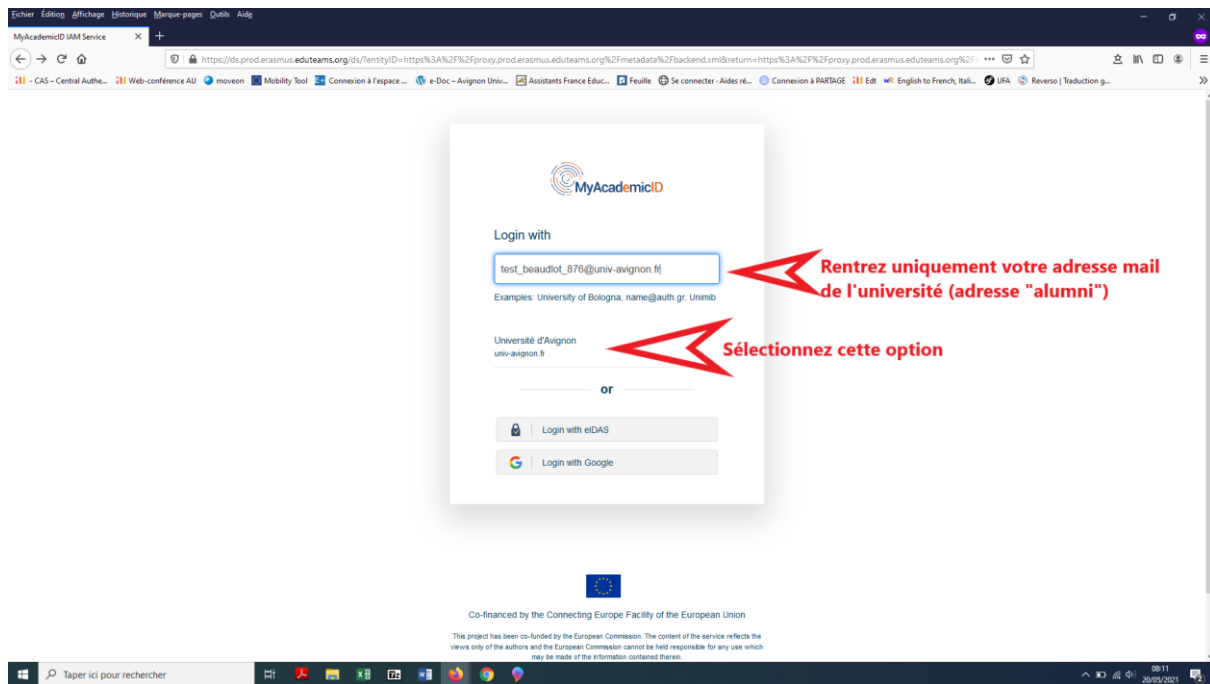 Fichier Édition Affichage Historique Marque-pages Outils Aide
MyAcademicID IAM Service
https://ds.prod.erasmus.eduteams.org/ds/?entityID=https%3A%2F%2Fproxy.prod.erasmus.eduteams.org%2Fmetadata%2Fbackend.xml&return=https%3A%2F%2Fproxy.prod.erasmus.eduteams.org%2F
- CAS – Central Authe... Web-conférence AU moveon Mobility Tool Connexion à l'espace ... e-Doc – Avignon Univ... Assistants France Educ... Feuille Se connecter - Aides ré... Connexion à PARTAGE Edt English to French, Itali... UFA Reverso | Traduction g...
MyAcademicID
Login with
test_beaudlot_876@univ-avignon.fr
Rentrez uniquement votre adresse mail
de l'université (adresse "alumni")
Examples: University of Bologna, name@auth.gr, Unimib
Université d'Avignon
univ-avignon.fr
Sélectionnez cette option
or
Login with eIDAS
Login with Google
Co-financed by the Connecting Europe Facility of the European Union
This project has been co-funded by the European Commission. The content of the service reflects the
views only of the authors and the European Commission cannot be held responsible for any use which
may be made of the information contained therein.
Taper ici pour rechercher
08:11
20/05/2021